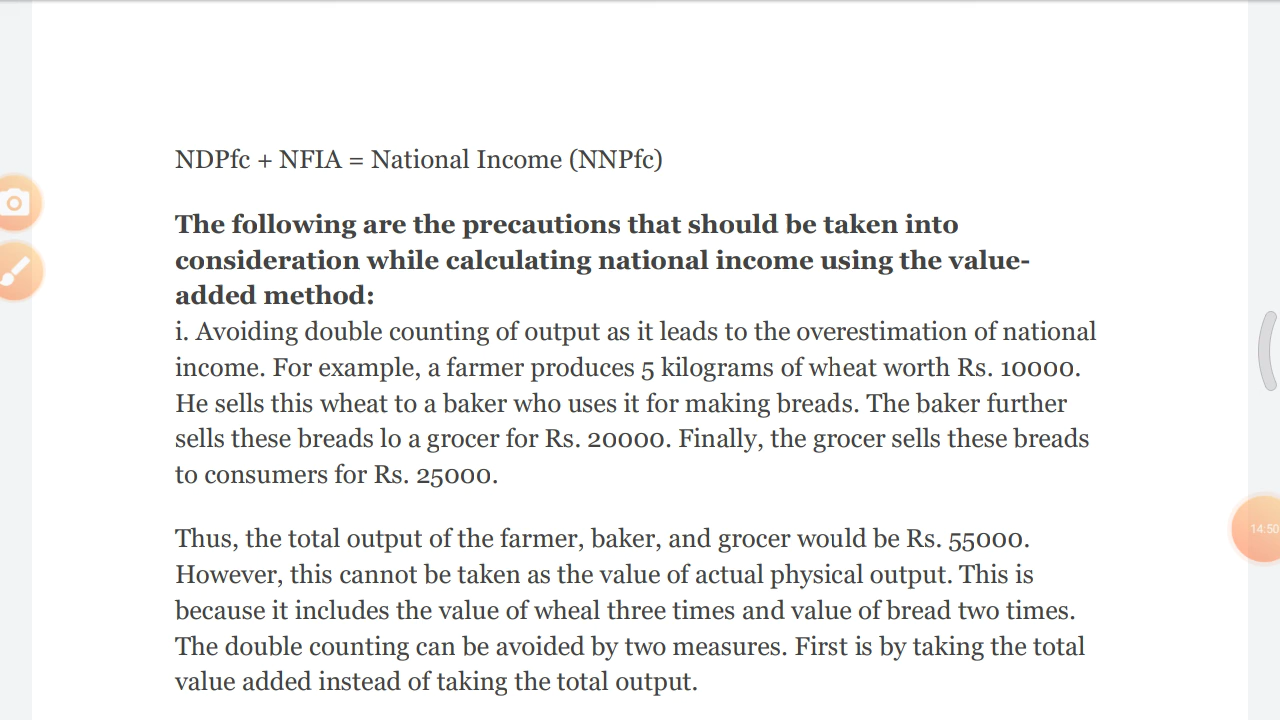 NDPfc + NFIA = National Income (NNPfc)
The following are the precautions that should be taken into
consideration while calculating national income using the value-
added method:
i. Avoiding double counting of output as it leads to the overestimation of national
income. For example, a farmer produces 5 kilograms of wheat worth Rs. 10000.
He sells this wheat to a baker who uses it for making breads. The baker further
sells these breads lo a grocer for Rs. 20000. Finally, the grocer sells these breads
to consumers for Rs. 25000.
Thus, the total output of the farmer, baker, and grocer would be Rs. 55000.
However, this cannot be taken as the value of actual physical output. This is
because it includes the value of wheal three times and value of bread two times.
The double counting can be avoided by two measures. First is by taking the total
value added instead of taking the total output.
14:50